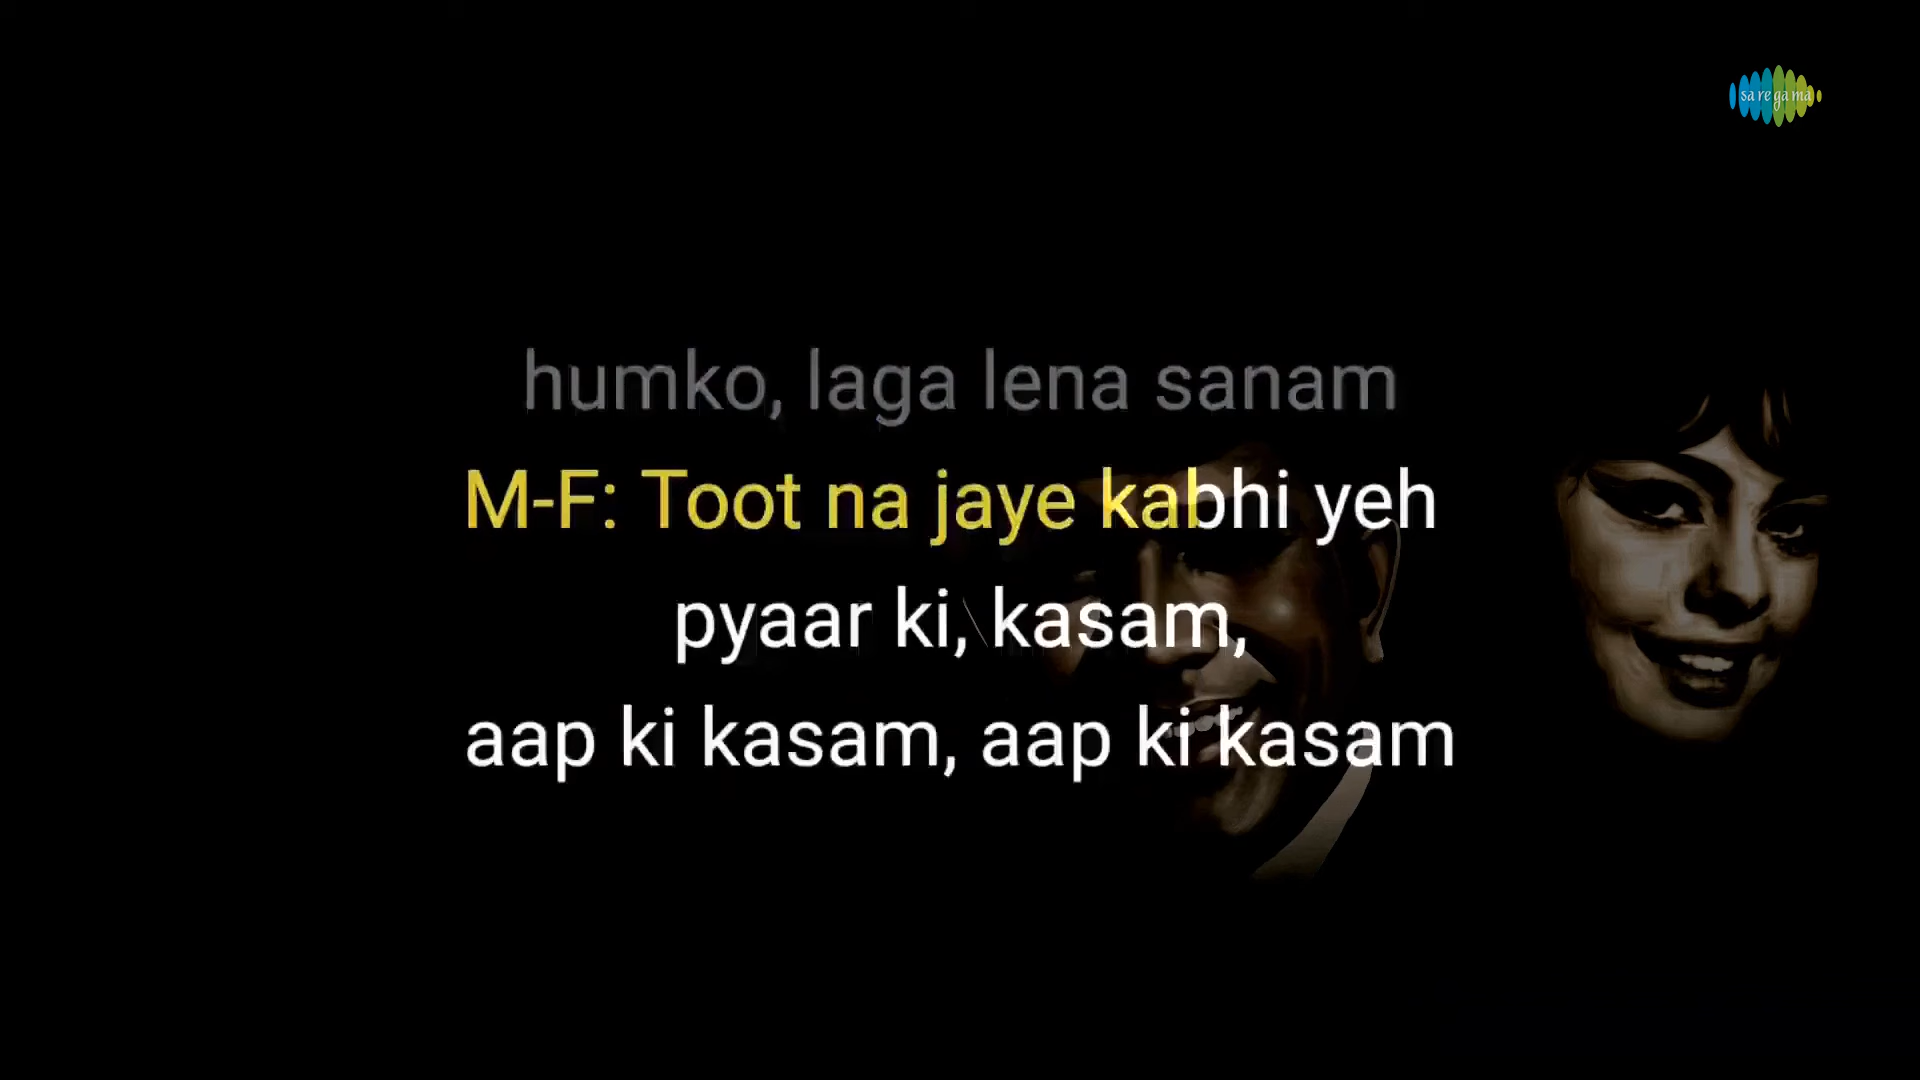 sa re ga ma
humko, laga lena sanam
M-F: Toot na jaye kabhi yeh
pyaar ki, kasam,
aap ki kasam, aap ki kasam